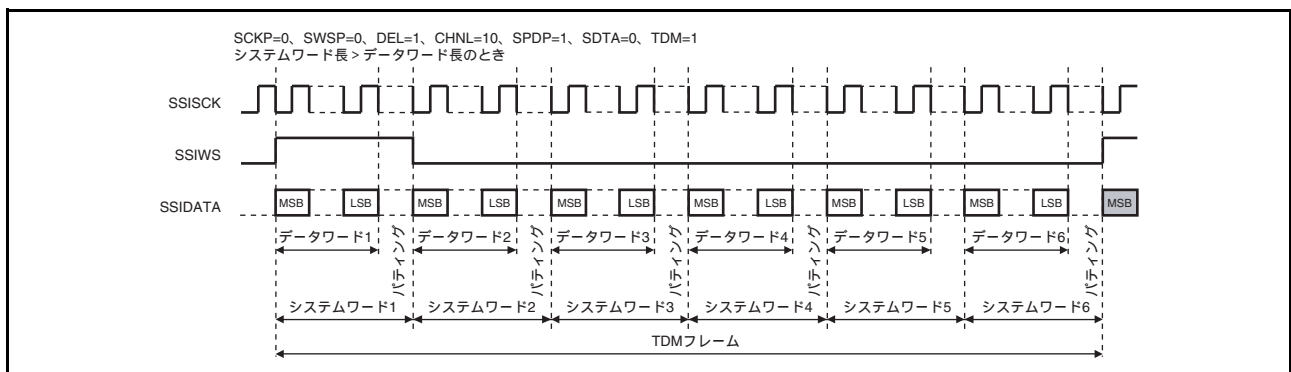 SCKP=0、SWSP=0、DEL=1、CHNL=10、SPDP=1、SDTA=0、TDM=1
システムワード長 > データワード長のとき
SSISCK
SSIWS
SSIDATA
MSB LSB MSB LSB MSB LSB MSB LSB MSB LSB MSB LSB MSB
データワード1 データワード2 データワード3 データワード4 データワード5 データワード6
パディング パディング パディング パディング パディング
システムワード1 システムワード2 システムワード3 システムワード4 システムワード5 システムワード6
TDMフレーム